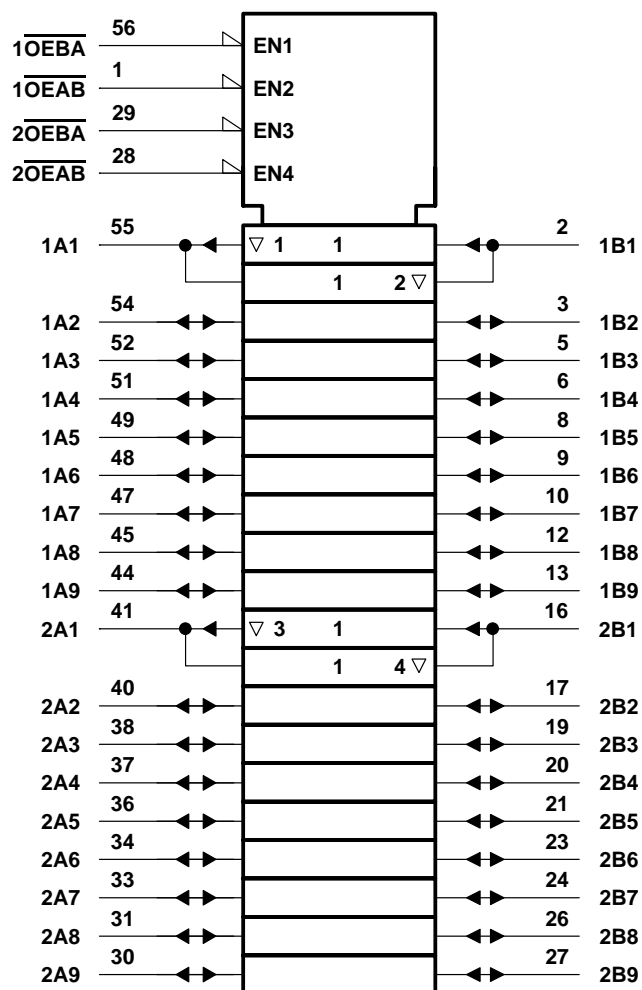 1OEBA 56 EN1
1OEAB 1 EN2
2OEBA 29 EN3
2OEAB 28 EN4
1A1 55 ▽ 1 1 2 1B1
1 2 ▽
1A2 54 3 1B2
1A3 52 5 1B3
1A4 51 6 1B4
1A5 49 8 1B5
1A6 48 9 1B6
1A7 47 10 1B7
1A8 45 12 1B8
1A9 44 13 1B9
2A1 41 ▽ 3 1 16 2B1
1 4 ▽
2A2 40 17 2B2
2A3 38 19 2B3
2A4 37 20 2B4
2A5 36 21 2B5
2A6 34 23 2B6
2A7 33 24 2B7
2A8 31 26 2B8
2A9 30 27 2B9